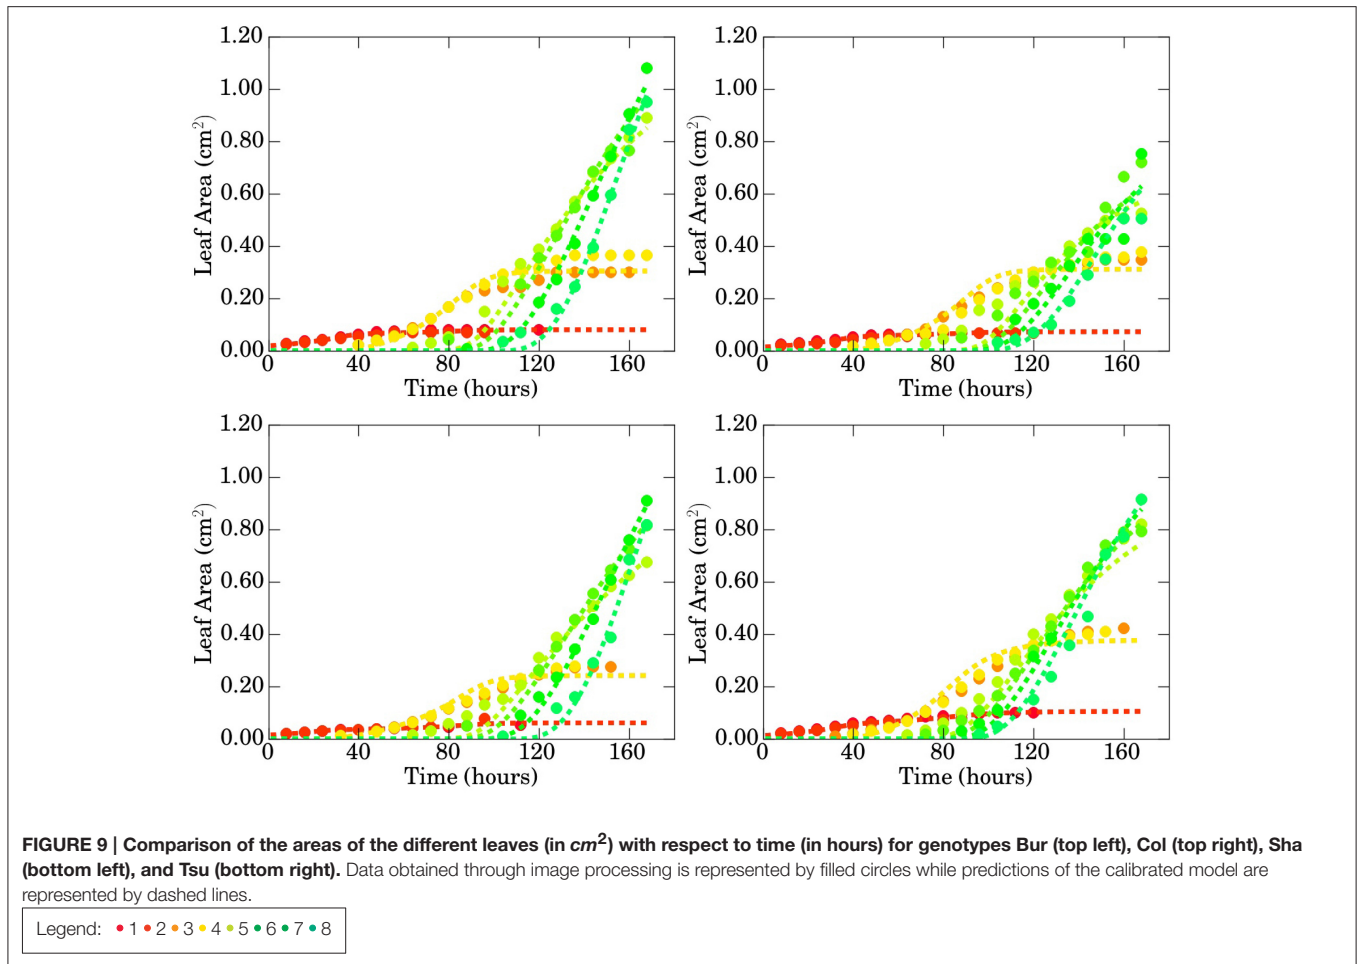 1.20
1.00
0.80
0.60
0.40
0.20
0.00
0 40 80 120 160
Time (hours)
Leaf Area (cm²)
1.20
1.00
0.80
0.60
0.40
0.20
0.00
0 40 80 120 160
Time (hours)
Leaf Area (cm²)
1.20
1.00
0.80
0.60
0.40
0.20
0.00
0 40 80 120 160
Time (hours)
Leaf Area (cm²)
1.20
1.00
0.80
0.60
0.40
0.20
0.00
0 40 80 120 160
Time (hours)
Leaf Area (cm²)
FIGURE 9 | Comparison of the areas of the different leaves (in cm²) with respect to time (in hours) for genotypes Bur (top left), Col (top right), Sha
(bottom left), and Tsu (bottom right). Data obtained through image processing is represented by filled circles while predictions of the calibrated model are
represented by dashed lines.
Legend: 1 2 3 4 5 6 7 8